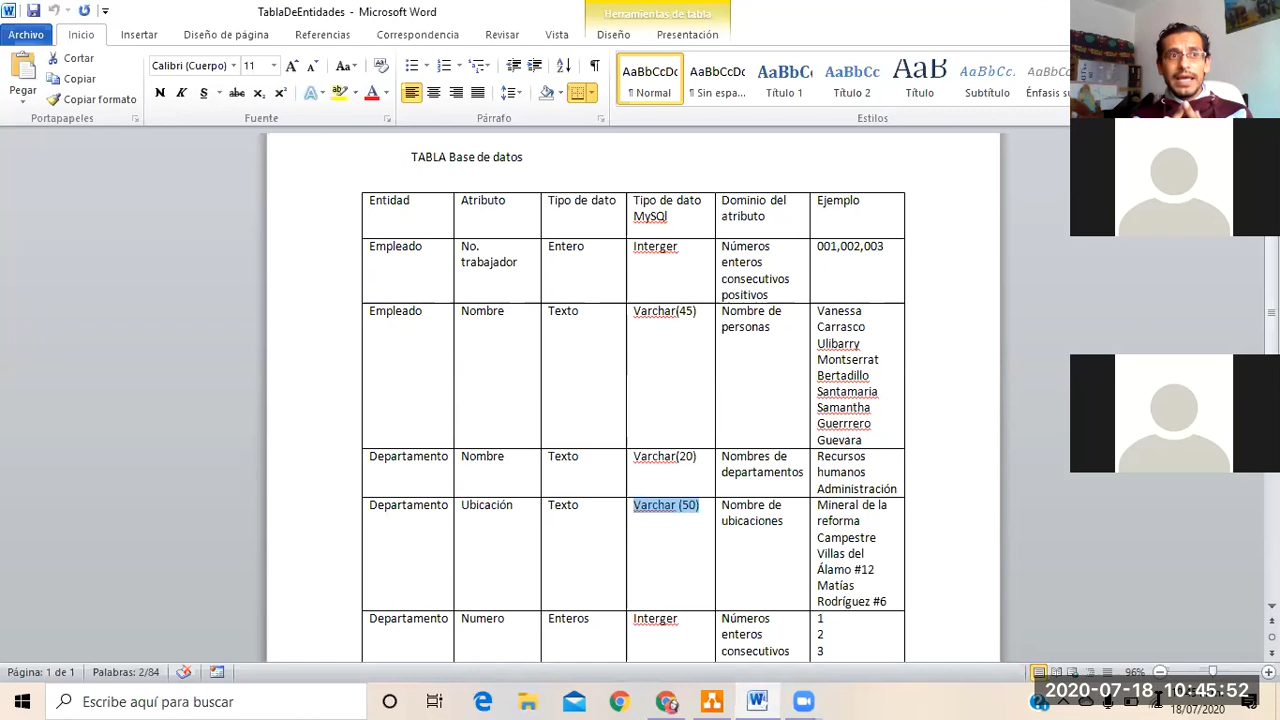 TablaDeEntidades - Microsoft Word
Herramientas de tabla
Archivo Inicio Insertar Diseño de página Referencias Correspondencia Revisar Vista Diseño Presentación
Pegar
Cortar
Copiar
Copiar formato
Portapapeles
Calibri (Cuerpo) 11
Fuente
Párrafo
AaBbCcDc AaBbCcDc AaBbC AaBbCc AaB AaBbCc. AaBbCc
¶ Normal ¶ Sin espa... Título 1 Título 2 Título Subtítulo Énfasis su
Estilos
TABLA Base de datos
Entidad Atributo Tipo de dato Tipo de dato MySQl Dominio del atributo Ejemplo
Empleado No. trabajador Entero Interger Números enteros consecutivos positivos 001,002,003
Empleado Nombre Texto Varchar(45) Nombre de personas Vanessa Carrasco Ulibarry Montserrat Bertadillo Santamaria Samantha Guerrrero Guevara
Departamento Nombre Texto Varchar(20) Nombres de departamentos Recursos humanos Administración
Departamento Ubicación Texto Varchar (50) Nombre de ubicaciones Mineral de la reforma Campestre Villas del Álamo #12 Matías Rodríguez #6
Departamento Numero Enteros Interger Números enteros consecutivos 1 2 3
Página: 1 de 1 Palabras: 2/84 96%
Escribe aquí para buscar
2020-07-18 10:45:52
18/07/2020